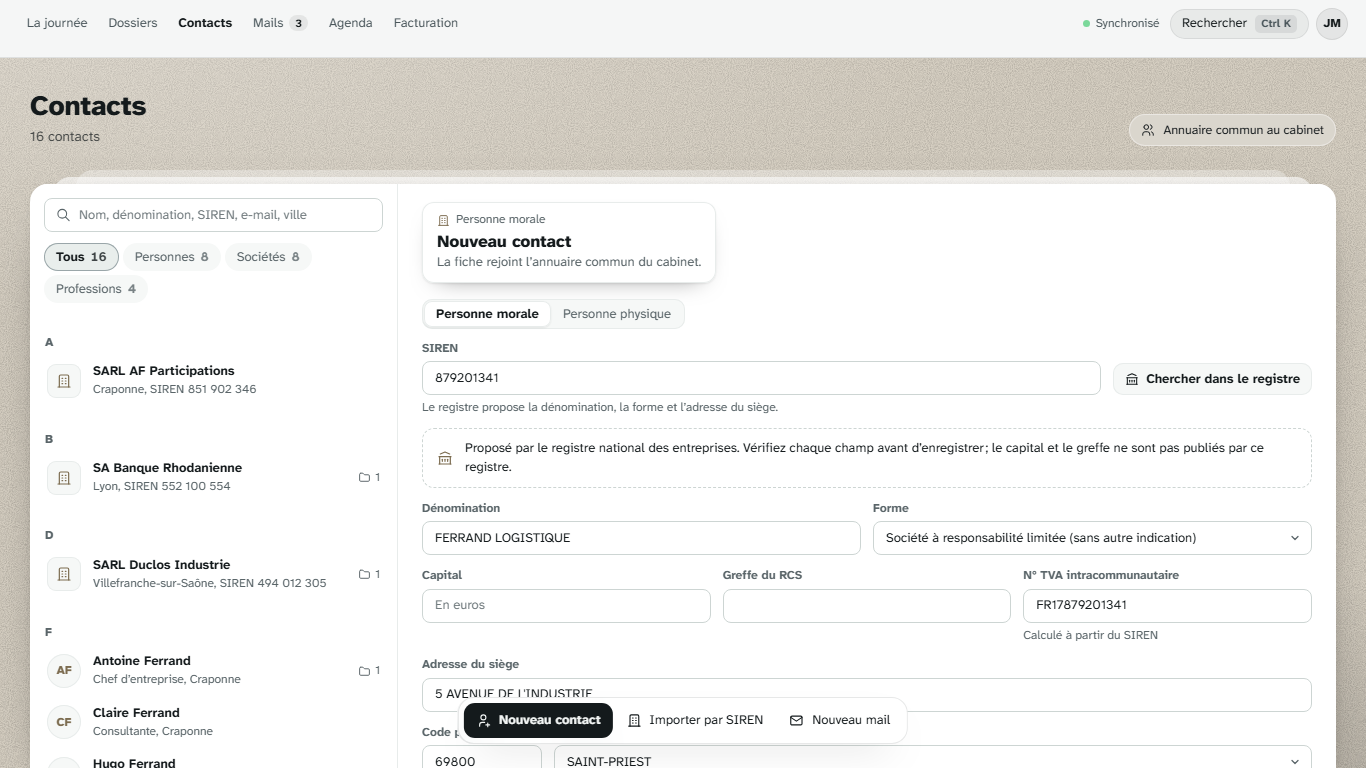 La journée
Dossiers
Contacts
Mails 3
Agenda
Facturation
Synchronisé
Rechercher Ctrl K
JM
Contacts
16 contacts
Annuaire commun au cabinet
Nom, dénomination, SIREN, e-mail, ville
Tous 16
Personnes 8
Sociétés 8
Professions 4
A
SARL AF Participations
Craponne, SIREN 851 902 346
B
SA Banque Rhodanienne
Lyon, SIREN 552 100 554
1
D
SARL Duclos Industrie
Villefranche-sur-Saône, SIREN 494 012 305
1
F
AF
Antoine Ferrand
Chef d’entreprise, Craponne
1
CF
Claire Ferrand
Consultante, Craponne
Hugo Ferrand
Personne morale
Nouveau contact
La fiche rejoint l’annuaire commun du cabinet.
Personne morale
Personne physique
SIREN
879201341
Chercher dans le registre
Le registre propose la dénomination, la forme et l’adresse du siège.
Proposé par le registre national des entreprises. Vérifiez chaque champ avant d’enregistrer ; le capital et le greffe ne sont pas publiés par ce
registre.
Dénomination
Forme
FERRAND LOGISTIQUE
Société à responsabilité limitée (sans autre indication)
Capital
Greffe du RCS
N° TVA intracommunautaire
En euros
FR17879201341
Calculé à partir du SIREN
Adresse du siège
5 AVENUE DE L'INDUSTRIE
Nouveau contact
Importer par SIREN
Nouveau mail
Code
69800
SAINT-PRIEST